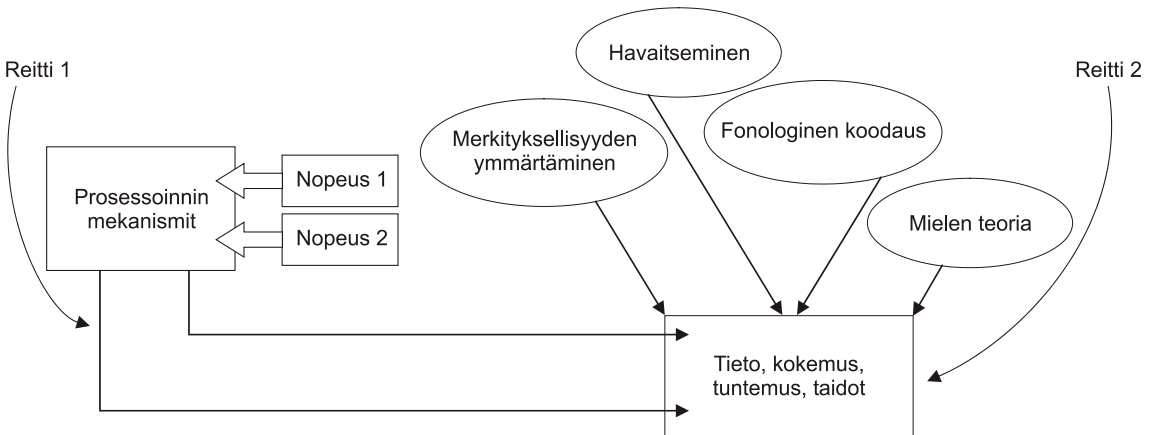 Reitti 1
Havaitseminen
Reitti 2
Merkityksellisyyden
ymmärtäminen
Fonologinen koodaus
Prosessoinnin
mekanismit
Nopeus 1
Nopeus 2
Mielen teoria
Tieto, kokemus,
tuntemus, taidot